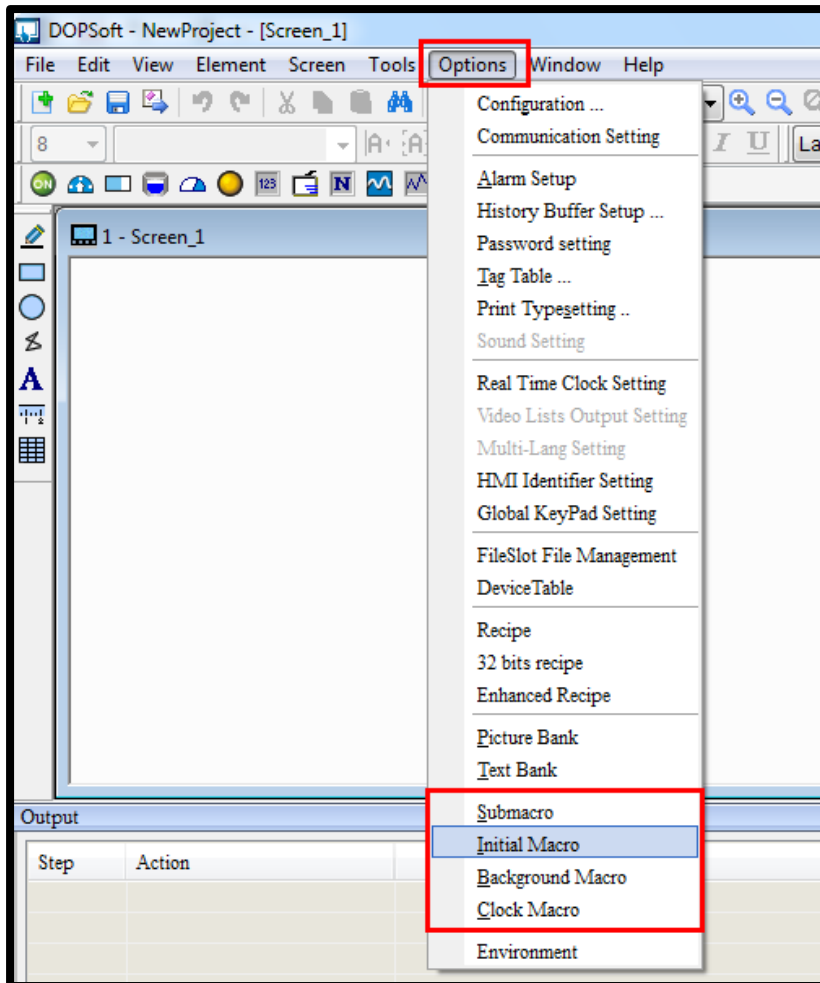 DOPSoft - NewProject - [Screen_1]
File Edit View Element Screen Tools Options Window Help
8
A A I U La
ON 123 N
1 - Screen_1
A
Configuration ...
Communication Setting
Alarm Setup
History Buffer Setup ...
Password setting
Tag Table ...
Print Typesetting ..
Sound Setting
Real Time Clock Setting
Video Lists Output Setting
Multi-Lang Setting
HMI Identifier Setting
Global KeyPad Setting
FileSlot File Management
DeviceTable
Recipe
32 bits recipe
Enhanced Recipe
Picture Bank
Text Bank
Submacro
Initial Macro
Background Macro
Clock Macro
Environment
Output
Step Action